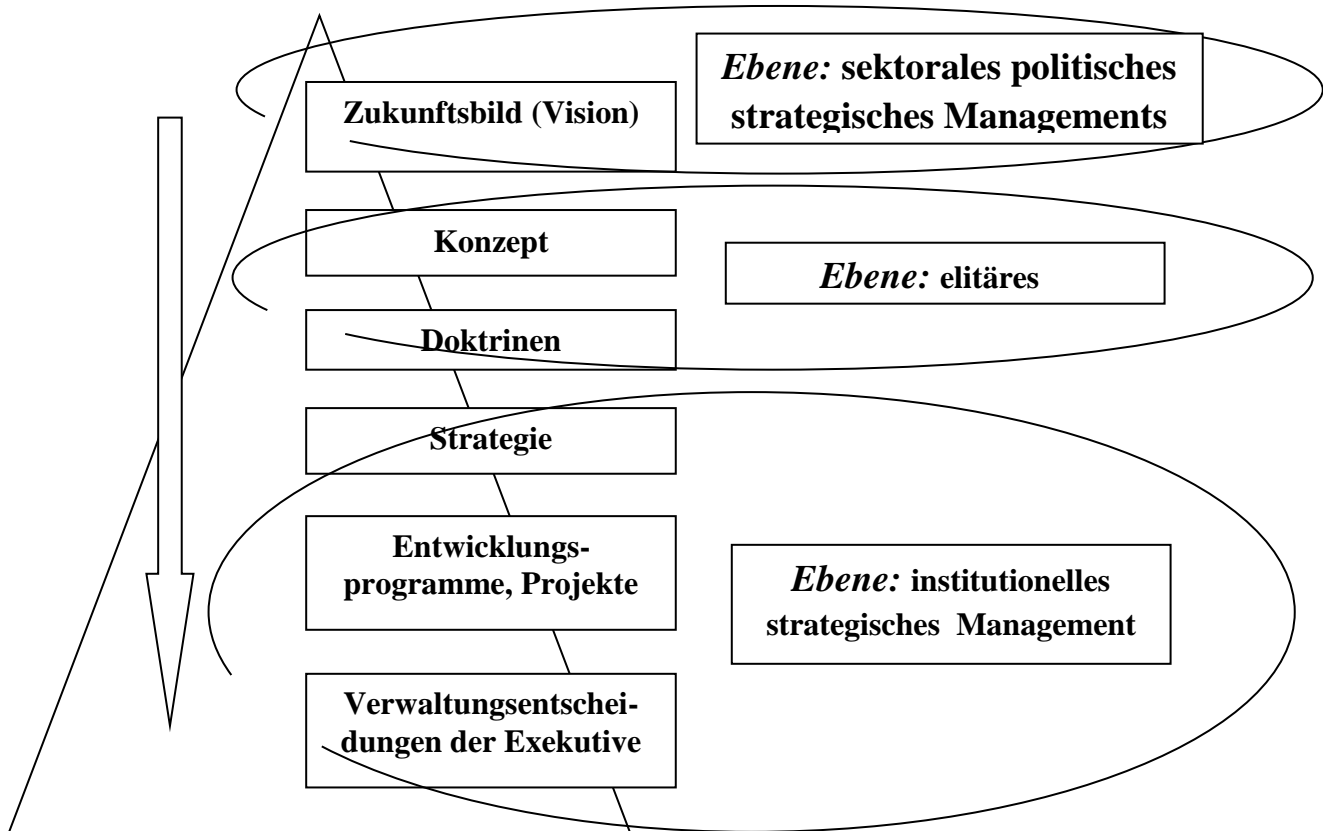 Zukunftsbild (Vision)
Ebene: sektorales politisches
strategisches Managements
Konzept
Ebene: elitäres
Doktrinen
Strategie
Entwicklungs-
programme, Projekte
Ebene: institutionelles
strategisches Management
Verwaltungsentschei-
dungen der Exekutive